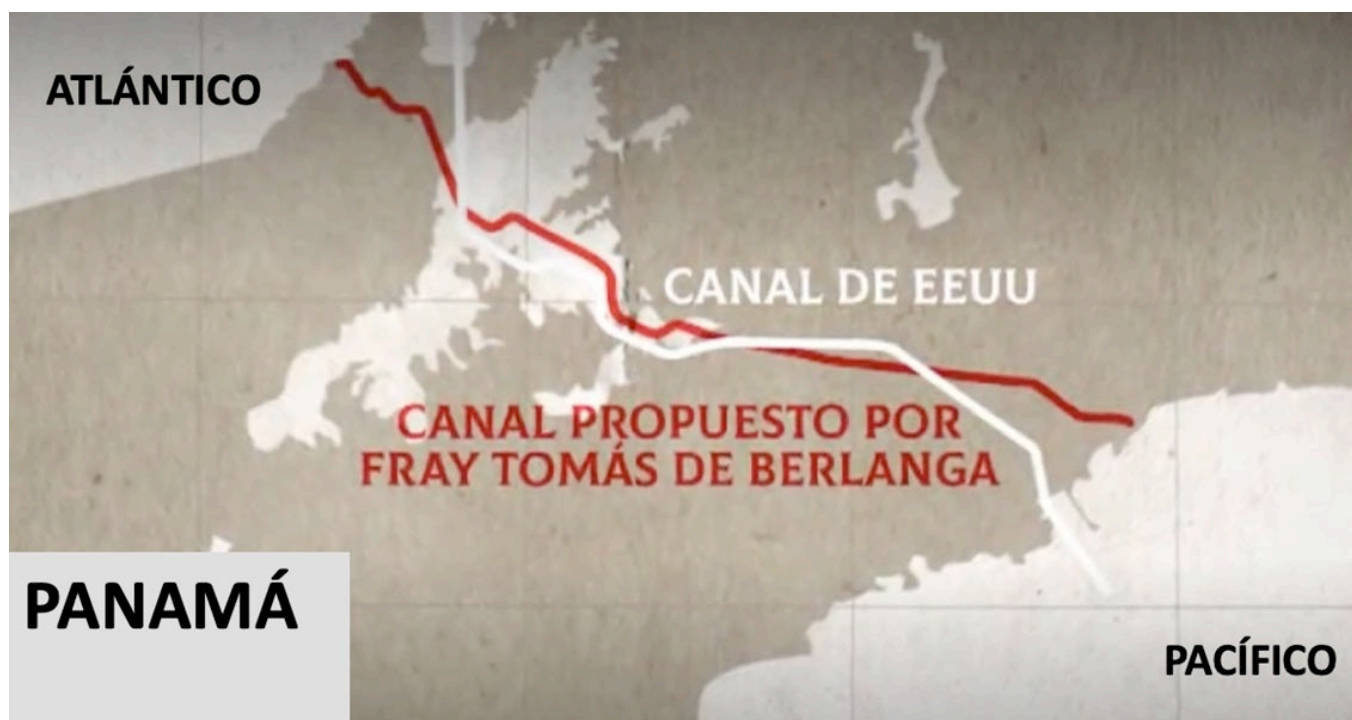 ATLÁNTICO
CANAL DE EEUU
CANAL PROPUESTO POR
FRAY TOMÁS DE BERLANGA
PANAMÁ
PACÍFICO